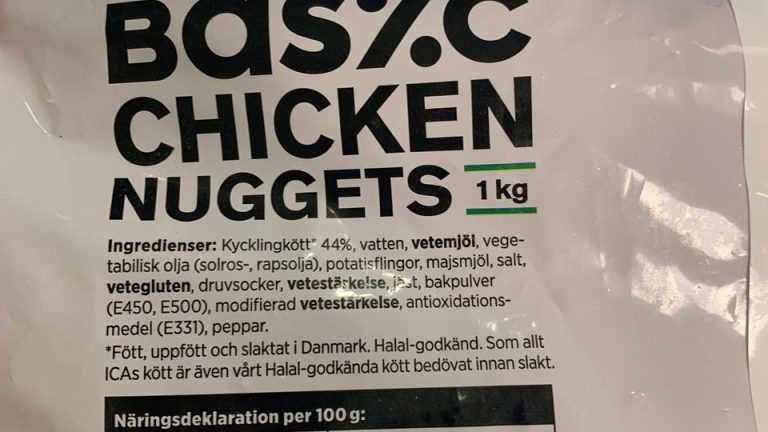 Bas%c
CHICKEN
NUGGETS 1 kg
Ingredienser: Kycklingkött* 44%, vatten, vetemjöl, vege-
tabilisk olja (solros-, rapsolja), potatisflingor, majsmjöl, salt,
vetegluten, druvsocker, vetestärkelse, jäst, bakpulver
(E450, E500), modifierad vetestärkelse, antioxidations-
medel (E331), peppar.
*Fött, uppfött och slaktat i Danmark. Halal-godkänd. Som allt
ICAs kött är även vårt Halal-godkända kött bedövat innan slakt.
Näringsdeklaration per 100 g: